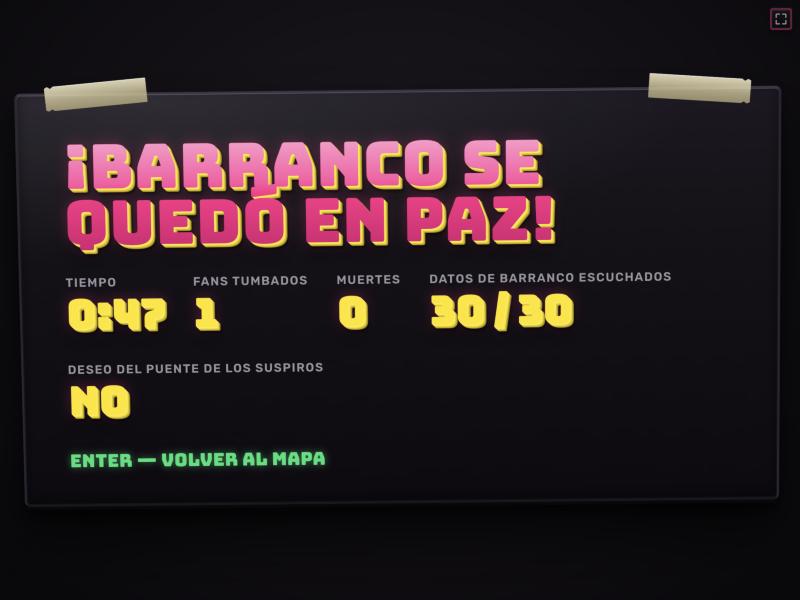 ¡BARRANCO SE
QUEDÓ EN PAZ!
TIEMPO FANS TUMBADOS MUERTES DATOS DE BARRANCO ESCUCHADOS
0:47 1 0 30/30
DESEO DEL PUENTE DE LOS SUSPIROS
NO
ENTER — VOLVER AL MAPA